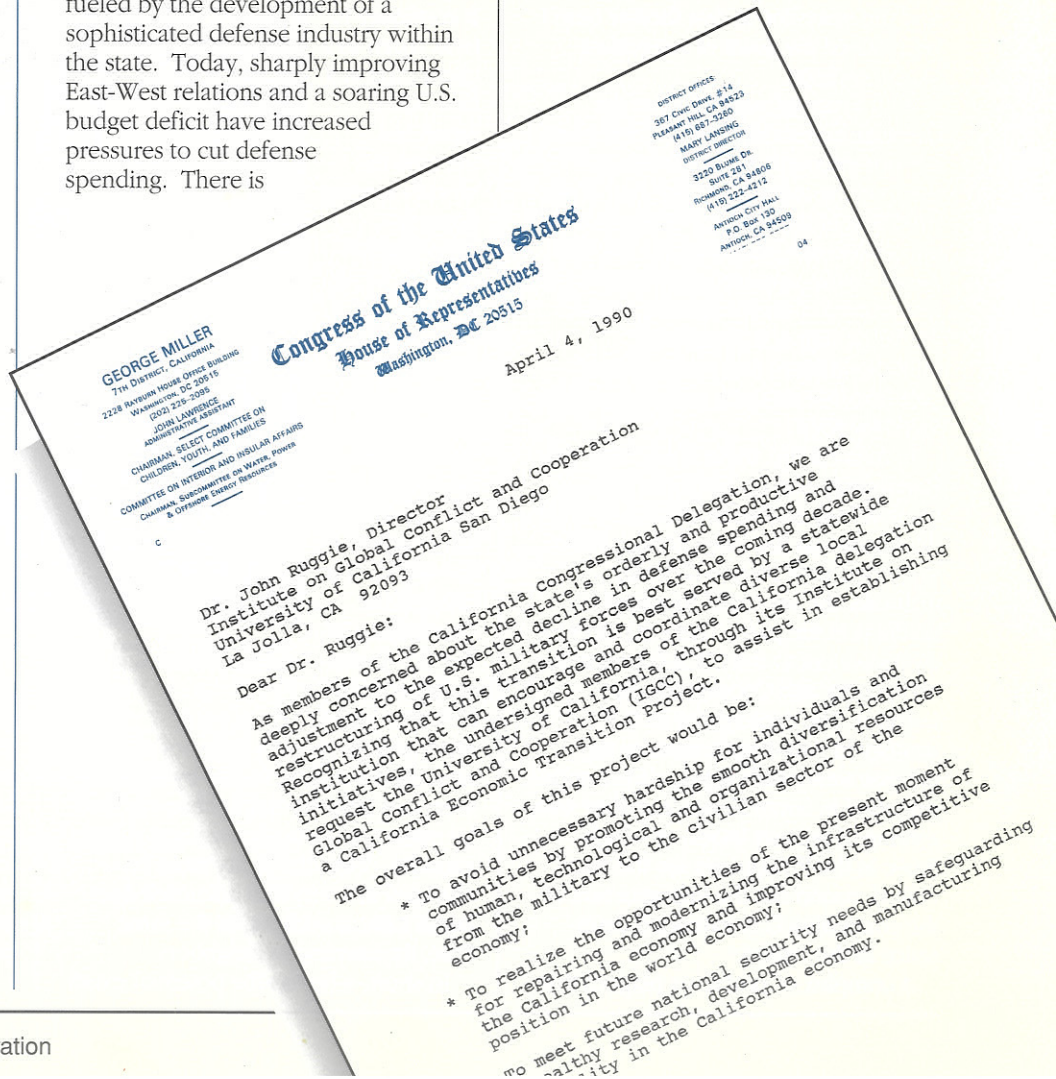 fueled by the development of a
sophisticated defense industry within
the state. Today, sharply improving
East-West relations and a soaring U.S.
budget deficit have increased
pressures to cut defense
spending. There is
DISTRICT OFFICES:
367 CIVIC DRIVE, #14
PLEASANT HILL, CA 94523
(415) 687-3260
MARY LANSING
DISTRICT DIRECTOR
3220 BLUME DR.
SUITE 281
RICHMOND, CA 94806
(415) 222-4212
ANTIOCH CITY HALL
P.O. BOX 130
ANTIOCH, CA 94509
04
Congress of the United States
House of Representatives
Washington, DC 20515
GEORGE MILLER
7TH DISTRICT, CALIFORNIA
2228 RAYBURN HOUSE OFFICE BUILDING
WASHINGTON, DC 20515
(202) 225-2095
JOHN LAWRENCE
ADMINISTRATIVE ASSISTANT
CHAIRMAN, SELECT COMMITTEE ON
CHILDREN, YOUTH, AND FAMILIES
COMMITTEE ON INTERIOR AND INSULAR AFFAIRS
CHAIRMAN, SUBCOMMITTEE ON WATER, POWER
& OFFSHORE ENERGY RESOURCES
C
April 4, 1990
Dr. John Ruggie, Director
Institute on Global Conflict and Cooperation
University of California San Diego
La Jolla, CA 92093
Dear Dr. Ruggie:
As members of the California Congressional Delegation, we are
deeply concerned about the state's orderly and productive
adjustment to the expected decline in defense spending and
restructuring of U.S. military forces over the coming decade.
Recognizing that this transition is best served by a statewide
institution that can encourage and coordinate diverse local
initiatives, the undersigned members of the California delegation
request the University of California, through its Institute on
Global Conflict and Cooperation (IGCC), to assist in establishing
a California Economic Transition Project.
The overall goals of this project would be:
* To avoid unnecessary hardship for individuals and
communities by promoting the smooth diversification
of human, technological and organizational resources
from the military to the civilian sector of the
economy;
* To realize the opportunities of the present moment
for repairing and modernizing the infrastructure of
the California economy and improving its competitive
position in the world economy;
To meet future national security needs by safeguarding
ealthy research, development, and manufacturing
lity in the California economy.
ation